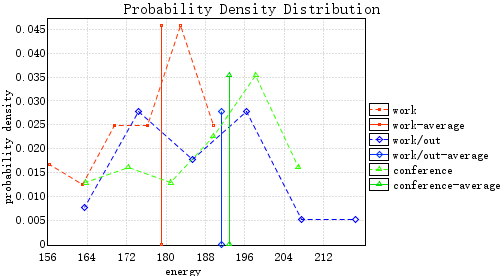 Probability Density Distribution
probability density
0.045
0.040
0.035
0.030
0.025
0.020
0.015
0.010
0.005
0
156 164 172 180 188 196 204 212
energy
work
work-average
work/out
work/out-average
conference
conference-average